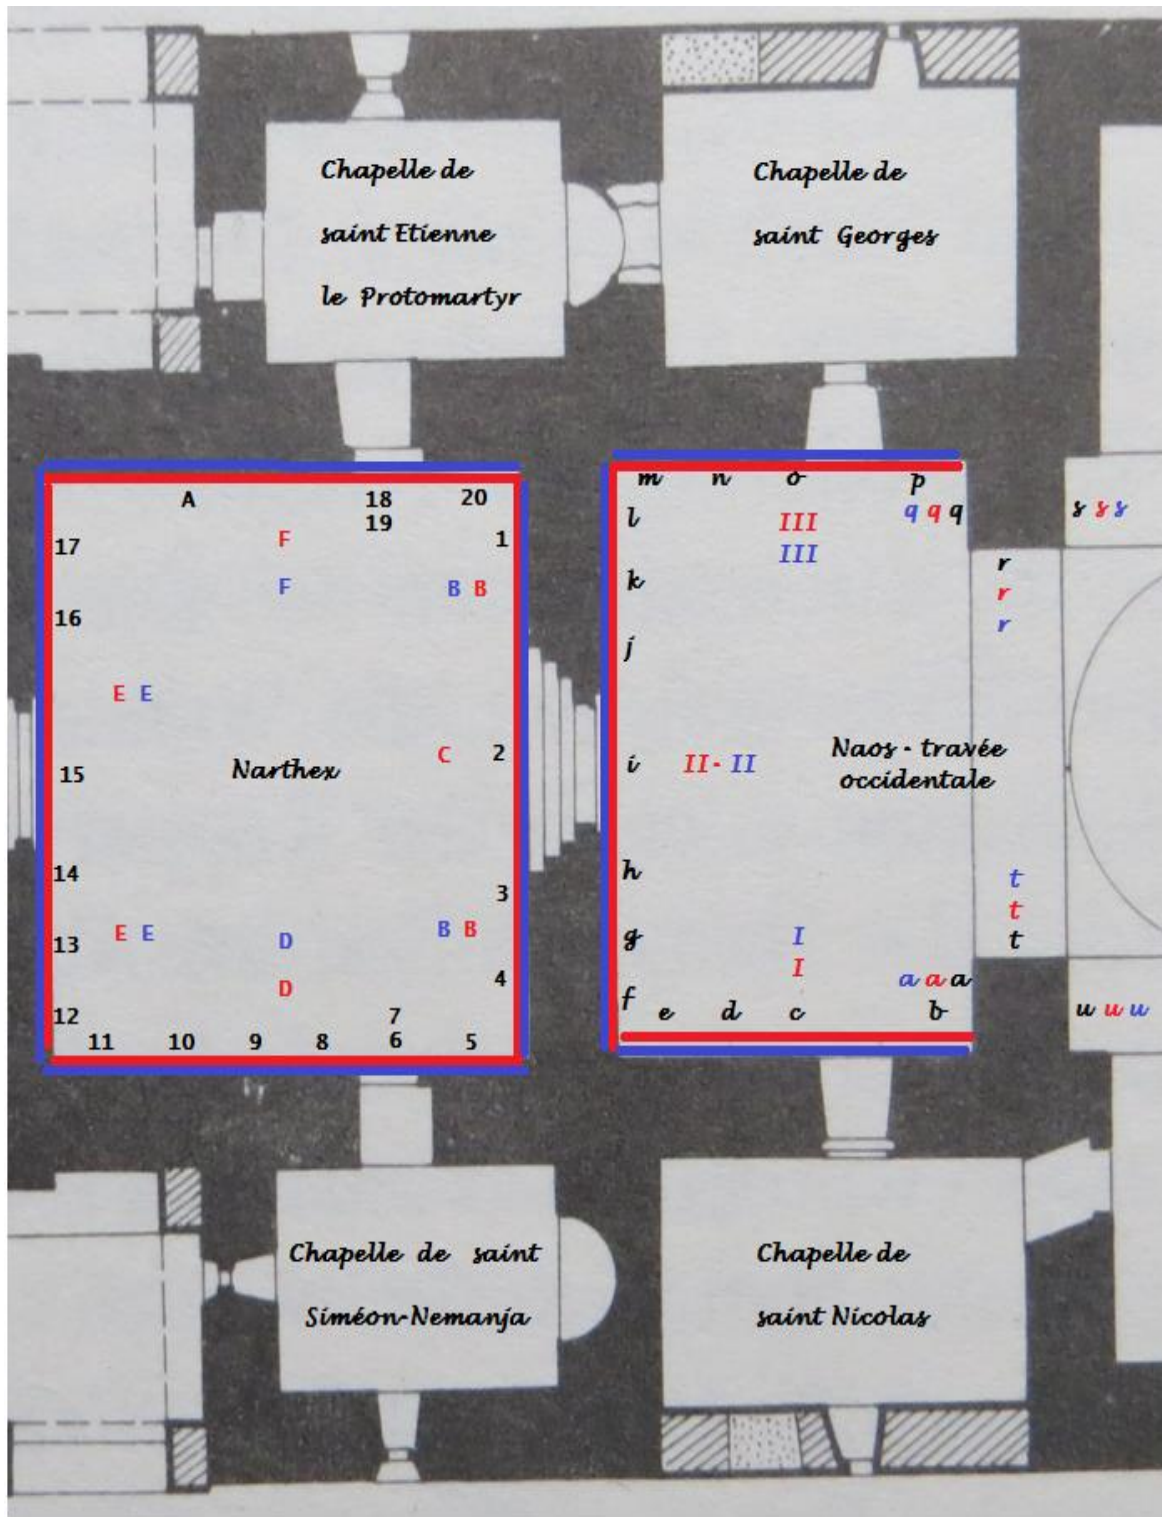 Chapelle de
saint Etienne
le Protomartyr
Chapelle de
saint Georges
A
18
20
19
17
F
1
F
B B
16
E E
C
2
15
Narthex
14
3
E E
B B
13
D
4
D
12
7
11
10
9
8
6
5
m
n
o
p
l
III
q q q
III
k
j
i
II - II
Naos - travée
occidentale
h
g
I
I
a a a
f
e
d
c
b
r
r
r
s s s
t
t
t
u u u
Chapelle de saint
Siméon-Nemanja
Chapelle de
saint Nicolas